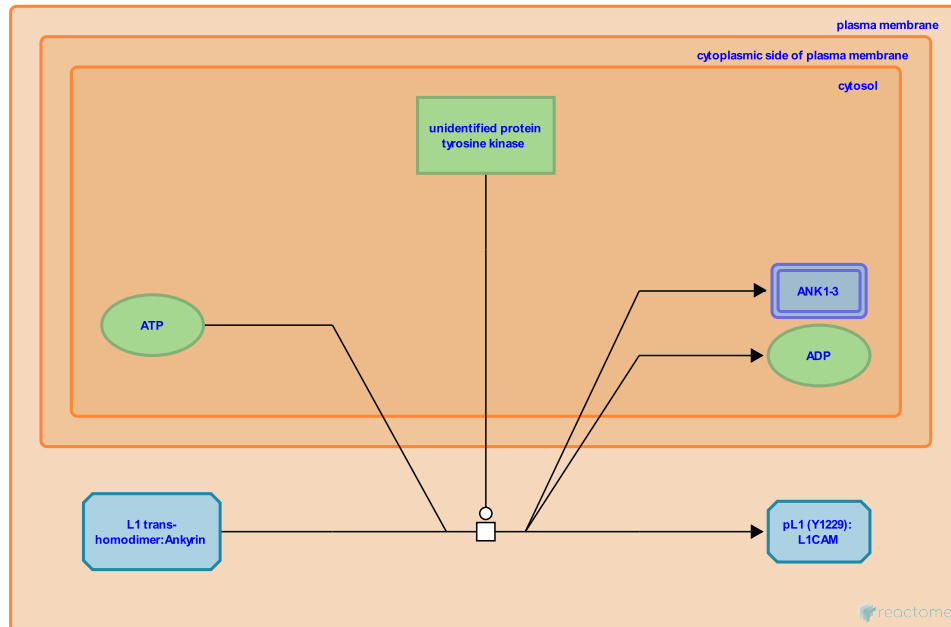 plasma membrane
cytoplasmic side of plasma membrane
cytosol
unidentified protein
tyrosine kinase
ANK1-3
ATP
ADP
L1 trans-
homodimer:Ankyrin
pL1 (Y1229):
L1CAM
reactome